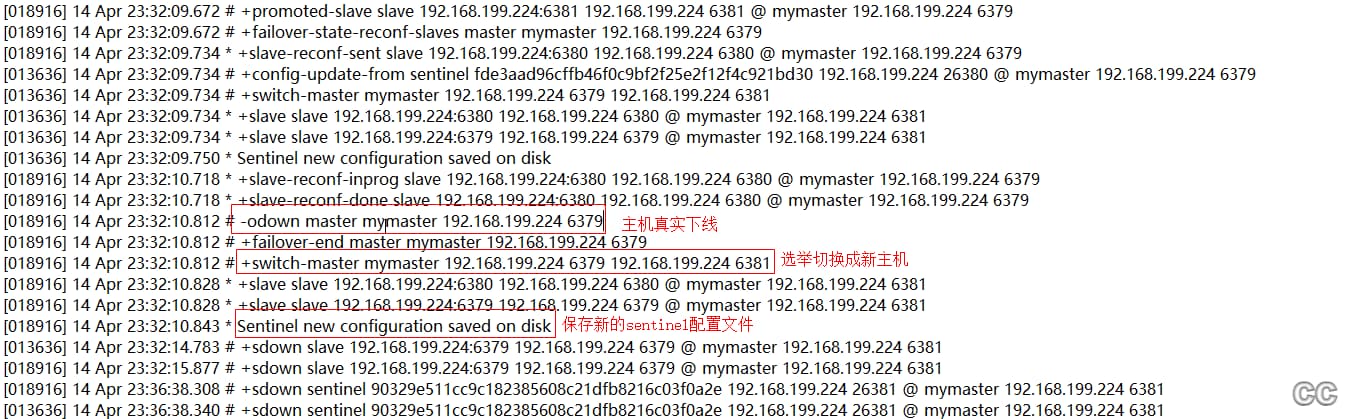 [018916] 14 Apr 23:32:09.672 # +promoted-slave slave 192.168.199.224:6381 192.168.199.224 6381 @ mymaster 192.168.199.224 6379
[018916] 14 Apr 23:32:09.672 # +failover-state-reconf-slaves master mymaster 192.168.199.224 6379
[018916] 14 Apr 23:32:09.734 * +slave-reconf-sent slave 192.168.199.224:6380 192.168.199.224 6380 @ mymaster 192.168.199.224 6379
[013636] 14 Apr 23:32:09.734 # +config-update-from sentinel fde3aad96cffb46f0c9bf2f25e2f12f4c921bd30 192.168.199.224 26380 @ mymaster 192.168.199.224 6379
[013636] 14 Apr 23:32:09.734 # +switch-master mymaster 192.168.199.224 6379 192.168.199.224 6381
[013636] 14 Apr 23:32:09.734 * +slave slave 192.168.199.224:6380 192.168.199.224 6380 @ mymaster 192.168.199.224 6381
[013636] 14 Apr 23:32:09.734 * +slave slave 192.168.199.224:6379 192.168.199.224 6379 @ mymaster 192.168.199.224 6381
[013636] 14 Apr 23:32:09.750 * Sentinel new configuration saved on disk
[018916] 14 Apr 23:32:10.718 * +slave-reconf-inprog slave 192.168.199.224:6380 192.168.199.224 6380 @ mymaster 192.168.199.224 6379
[018916] 14 Apr 23:32:10.718 * +slave-reconf-done slave 192.168.199.224:6380 192.168.199.224 6380 @ mymaster 192.168.199.224 6379
[018916] 14 Apr 23:32:10.812 # -odown master mymaster 192.168.199.224 6379 主机真实下线
[018916] 14 Apr 23:32:10.812 # +failover-end master mymaster 192.168.199.224 6379
[018916] 14 Apr 23:32:10.812 # +switch-master mymaster 192.168.199.224 6379 192.168.199.224 6381 选举切换成新主机
[018916] 14 Apr 23:32:10.828 * +slave slave 192.168.199.224:6380 192.168.199.224 6380 @ mymaster 192.168.199.224 6381
[018916] 14 Apr 23:32:10.828 * +slave slave 192.168.199.224:6379 192.168.199.224 6379 @ mymaster 192.168.199.224 6381
[018916] 14 Apr 23:32:10.843 * Sentinel new configuration saved on disk 保存新的sentinel配置文件
[013636] 14 Apr 23:32:14.783 # +sdown slave 192.168.199.224:6379 192.168.199.224 6379 @ mymaster 192.168.199.224 6381
[018916] 14 Apr 23:32:15.877 # +sdown slave 192.168.199.224:6379 192.168.199.224 6379 @ mymaster 192.168.199.224 6381
[018916] 14 Apr 23:36:38.308 # +sdown sentinel 90329e511cc9c182385608c21dfb8216c03f0a2e 192.168.199.224 26381 @ mymaster 192.168.199.224 6381
[013636] 14 Apr 23:36:38.340 # +sdown sentinel 90329e511cc9c182385608c21dfb8216c03f0a2e 192.168.199.224 26381 @ mymaster 192.168.199.224 6381
CC